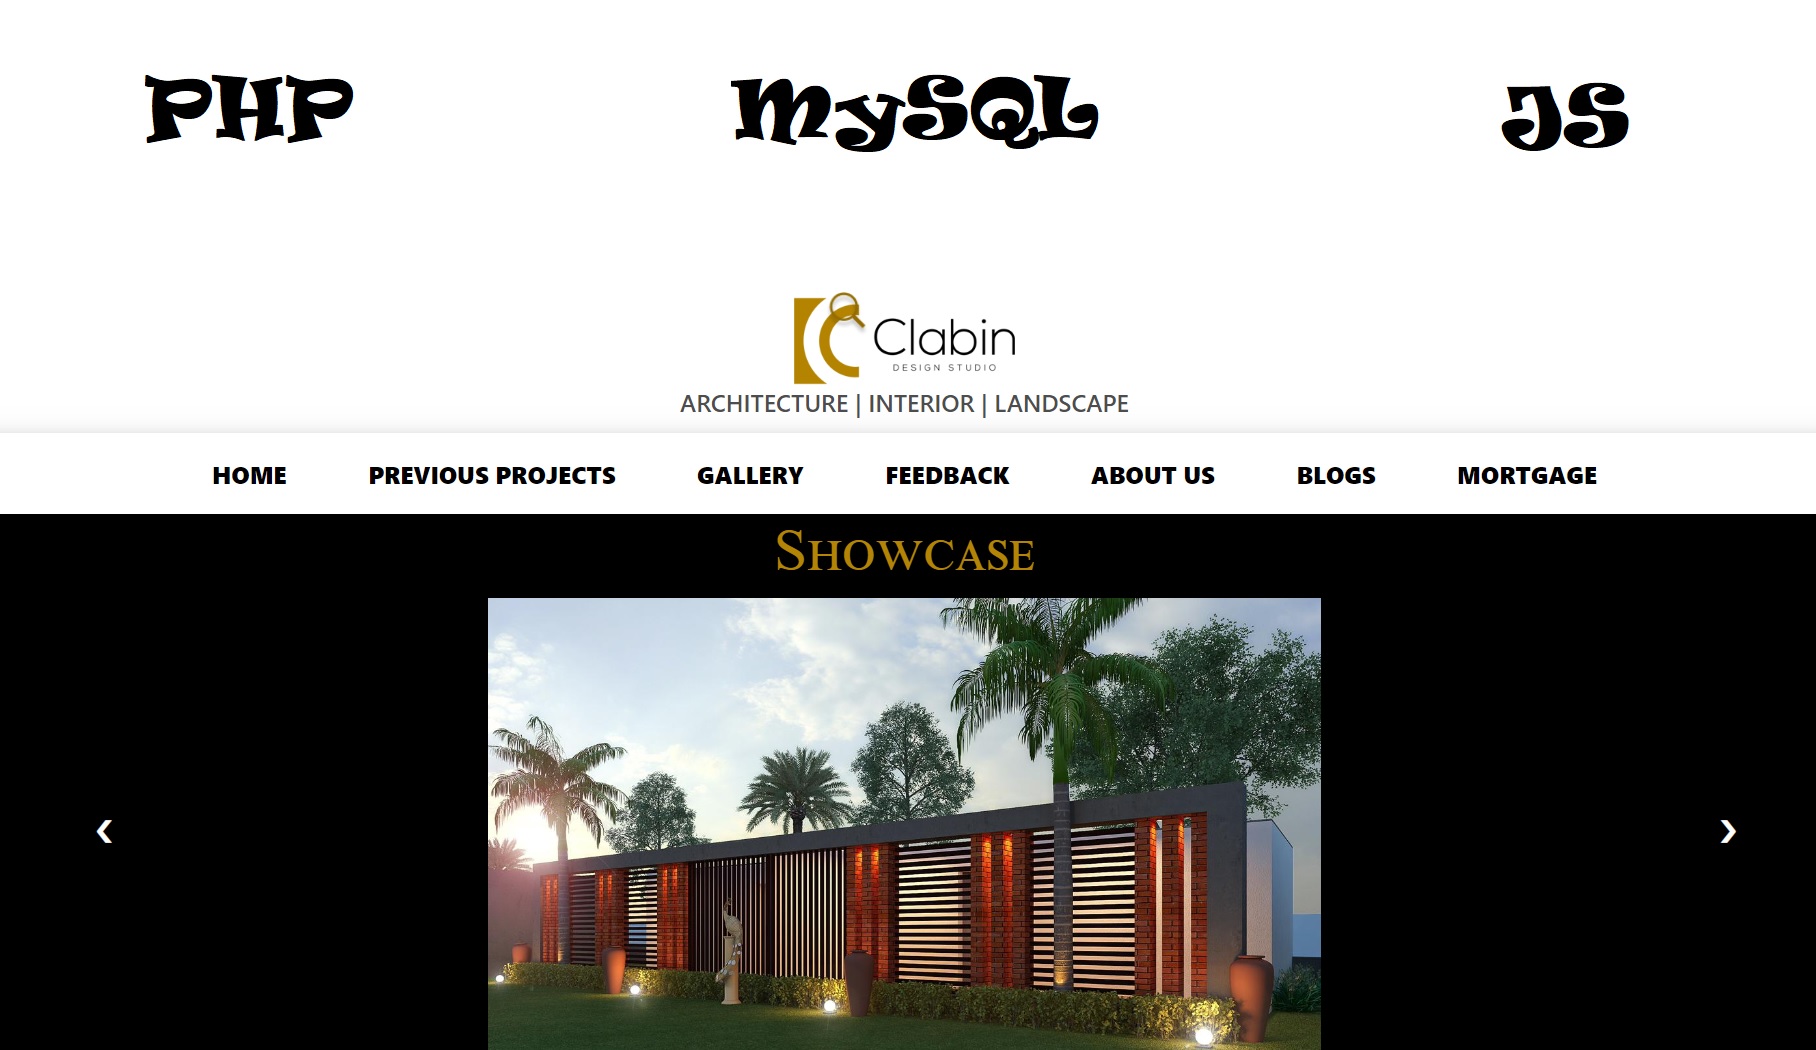 PHP MySQL JS
Clabin
DESIGN STUDIO
ARCHITECTURE | INTERIOR | LANDSCAPE
HOME PREVIOUS PROJECTS GALLERY FEEDBACK ABOUT US BLOGS MORTGAGE
SHOWCASE